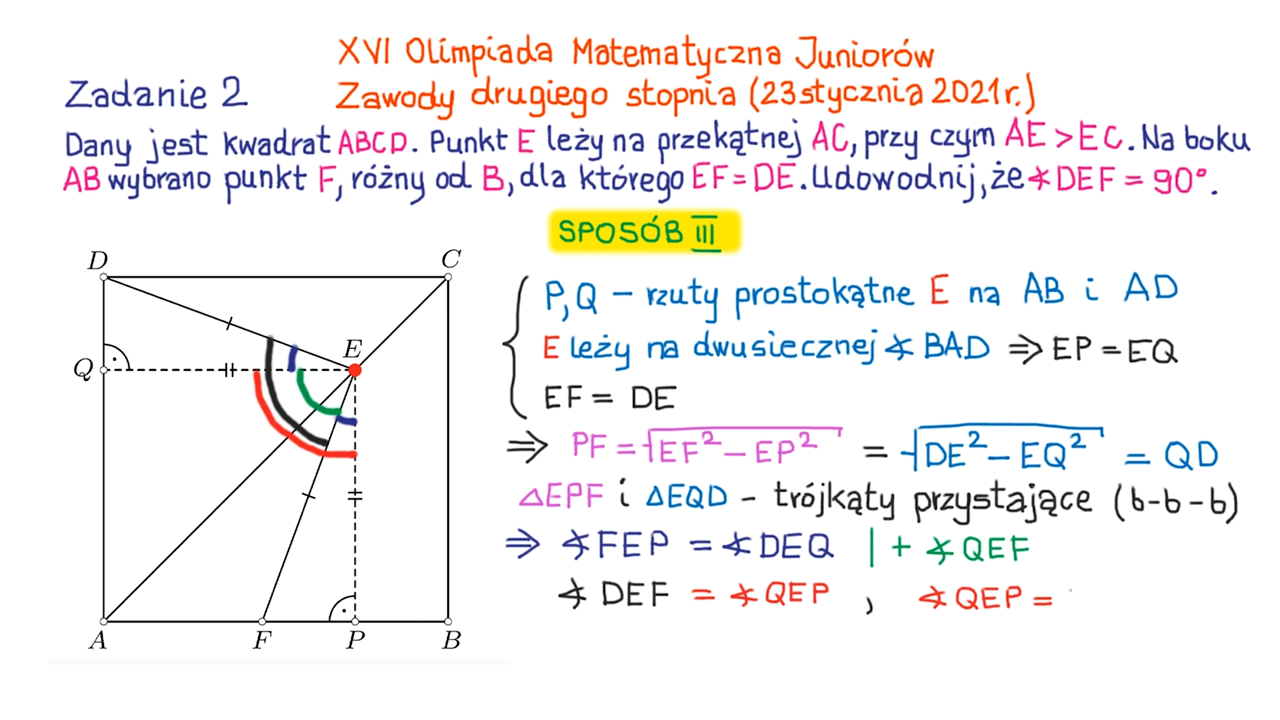 XVI Olimpiada Matematyczna Juniorów
Zadanie 2 Zawody drugiego stopnia (23 stycznia 2021 r.)
Dany jest kwadrat ABCD. Punkt E leży na przekątnej AC, przy czym AE > EC. Na boku
AB wybrano punkt F, różny od B, dla którego EF = DE. Udowodnij, że ∢DEF = 90°.
SPOSÓB III
P, Q – rzuty prostokątne E na AB i AD
E leży na dwusiecznej ∢BAD ⇒ EP = EQ
EF = DE
⇒ PF = √(EF² – EP²) = √(DE² – EQ²) = QD
△EPF i △EQD – trójkąty przystające (b-b-b)
⇒ ∢FEP = ∢DEQ | + ∢QEF
∢DEF = ∢QEP , ∢QEP =
D C
E
Q
A F P B